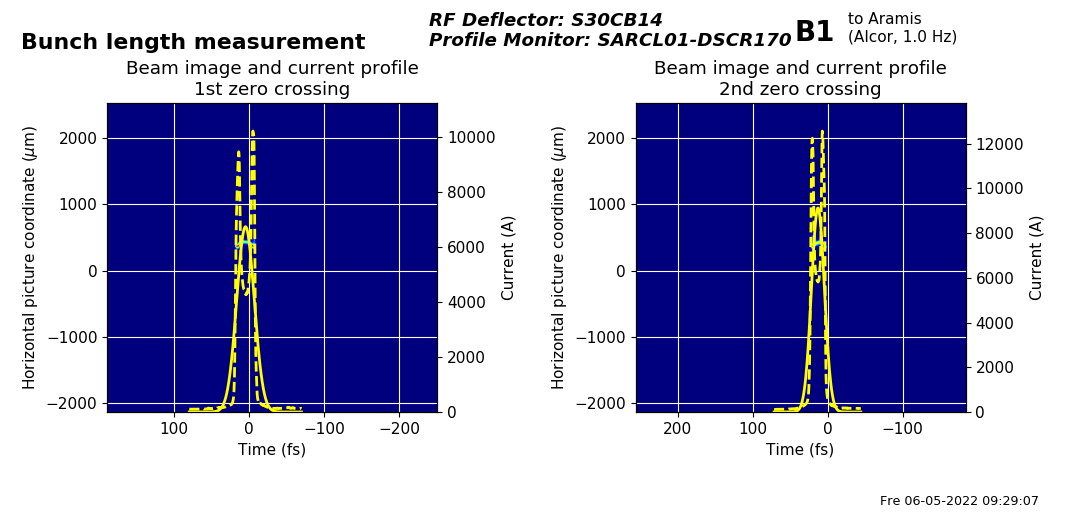 Bunch length measurement
RF Deflector: S30CB14
Profile Monitor: SARCL01-DSCR170
B1
to Aramis
(Alcor, 1.0 Hz)
Beam image and current profile
1st zero crossing
Horizontal picture coordinate (μm)
2000
1000
0
−1000
−2000
100
0
−100
−200
Time (fs)
10000
8000
6000
4000
2000
0
Current (A)
Beam image and current profile
2nd zero crossing
Horizontal picture coordinate (μm)
2000
1000
0
−1000
−2000
200
100
0
−100
Time (fs)
12000
10000
8000
6000
4000
2000
0
Current (A)
Fre 06-05-2022 09:29:07